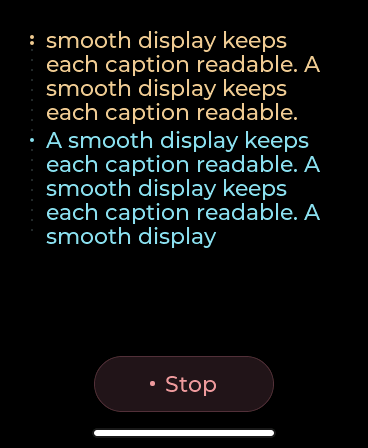 smooth display keeps
each caption readable. A
smooth display keeps
each caption readable.
A smooth display keeps
each caption readable. A
smooth display keeps
each caption readable. A
smooth display
Stop